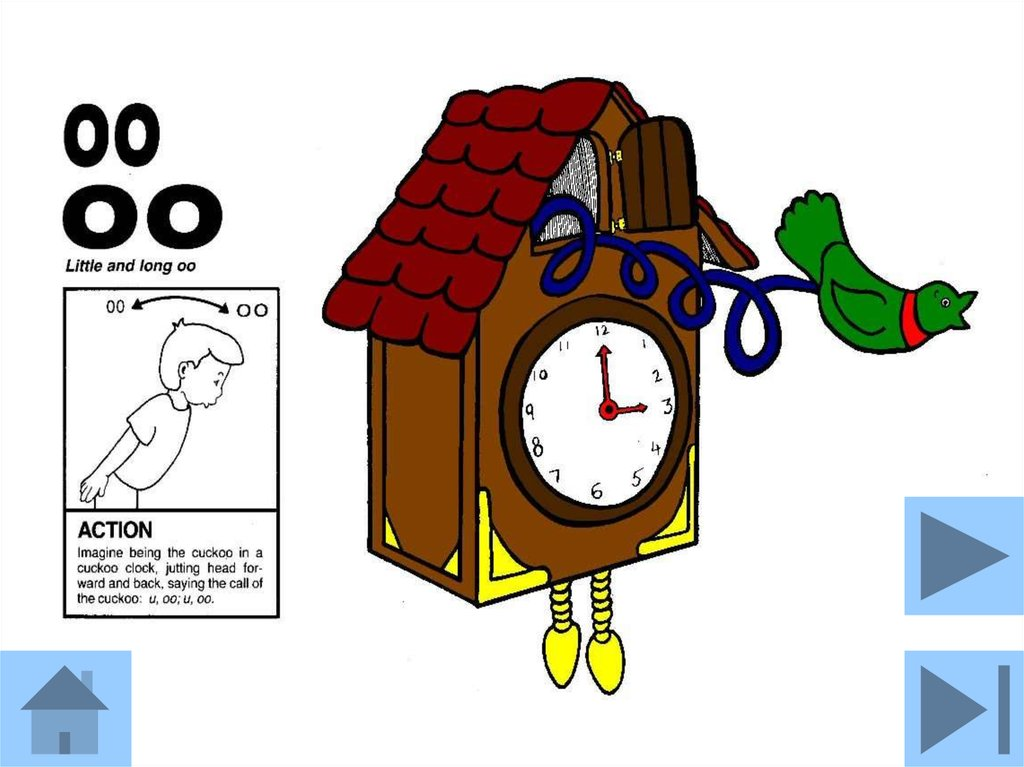 oo
oo
Little and long oo
oo oo
ACTION
Imagine being the cuckoo in a
cuckoo clock, jutting head for-
ward and back, saying the call of
the cuckoo: u, oo; u, oo.
12
11 1
10 2
9 3
8 4
7 5
6